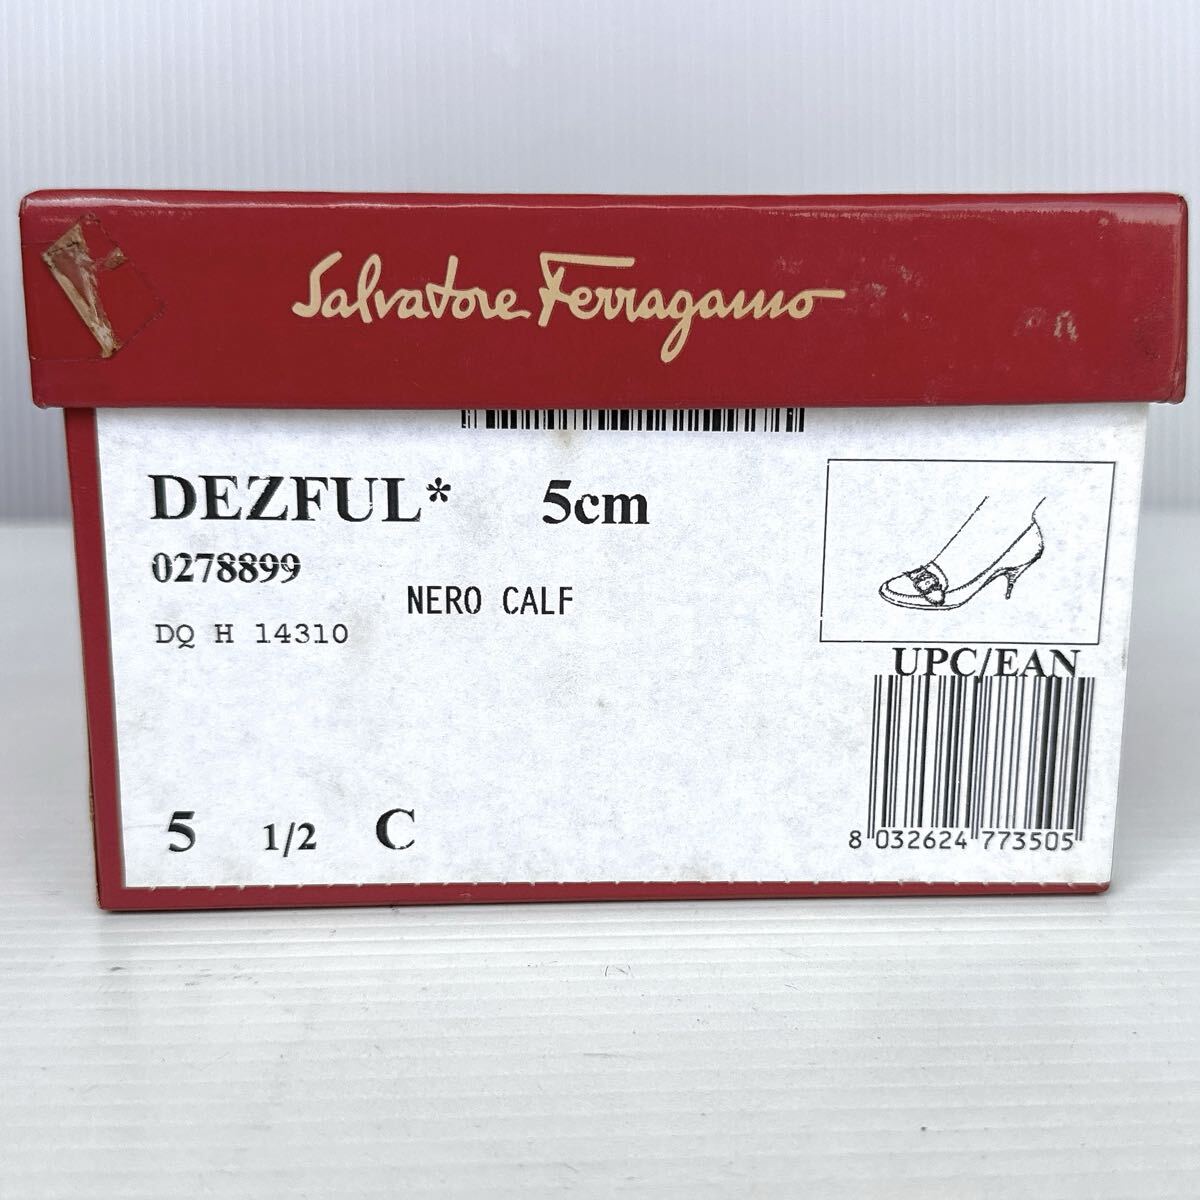 Salvatore Ferragamo
DEZFUL* 5cm
0278899
NERO CALF
DQ H 14310
UPC/EAN
8 032624 773505
5 1/2 C